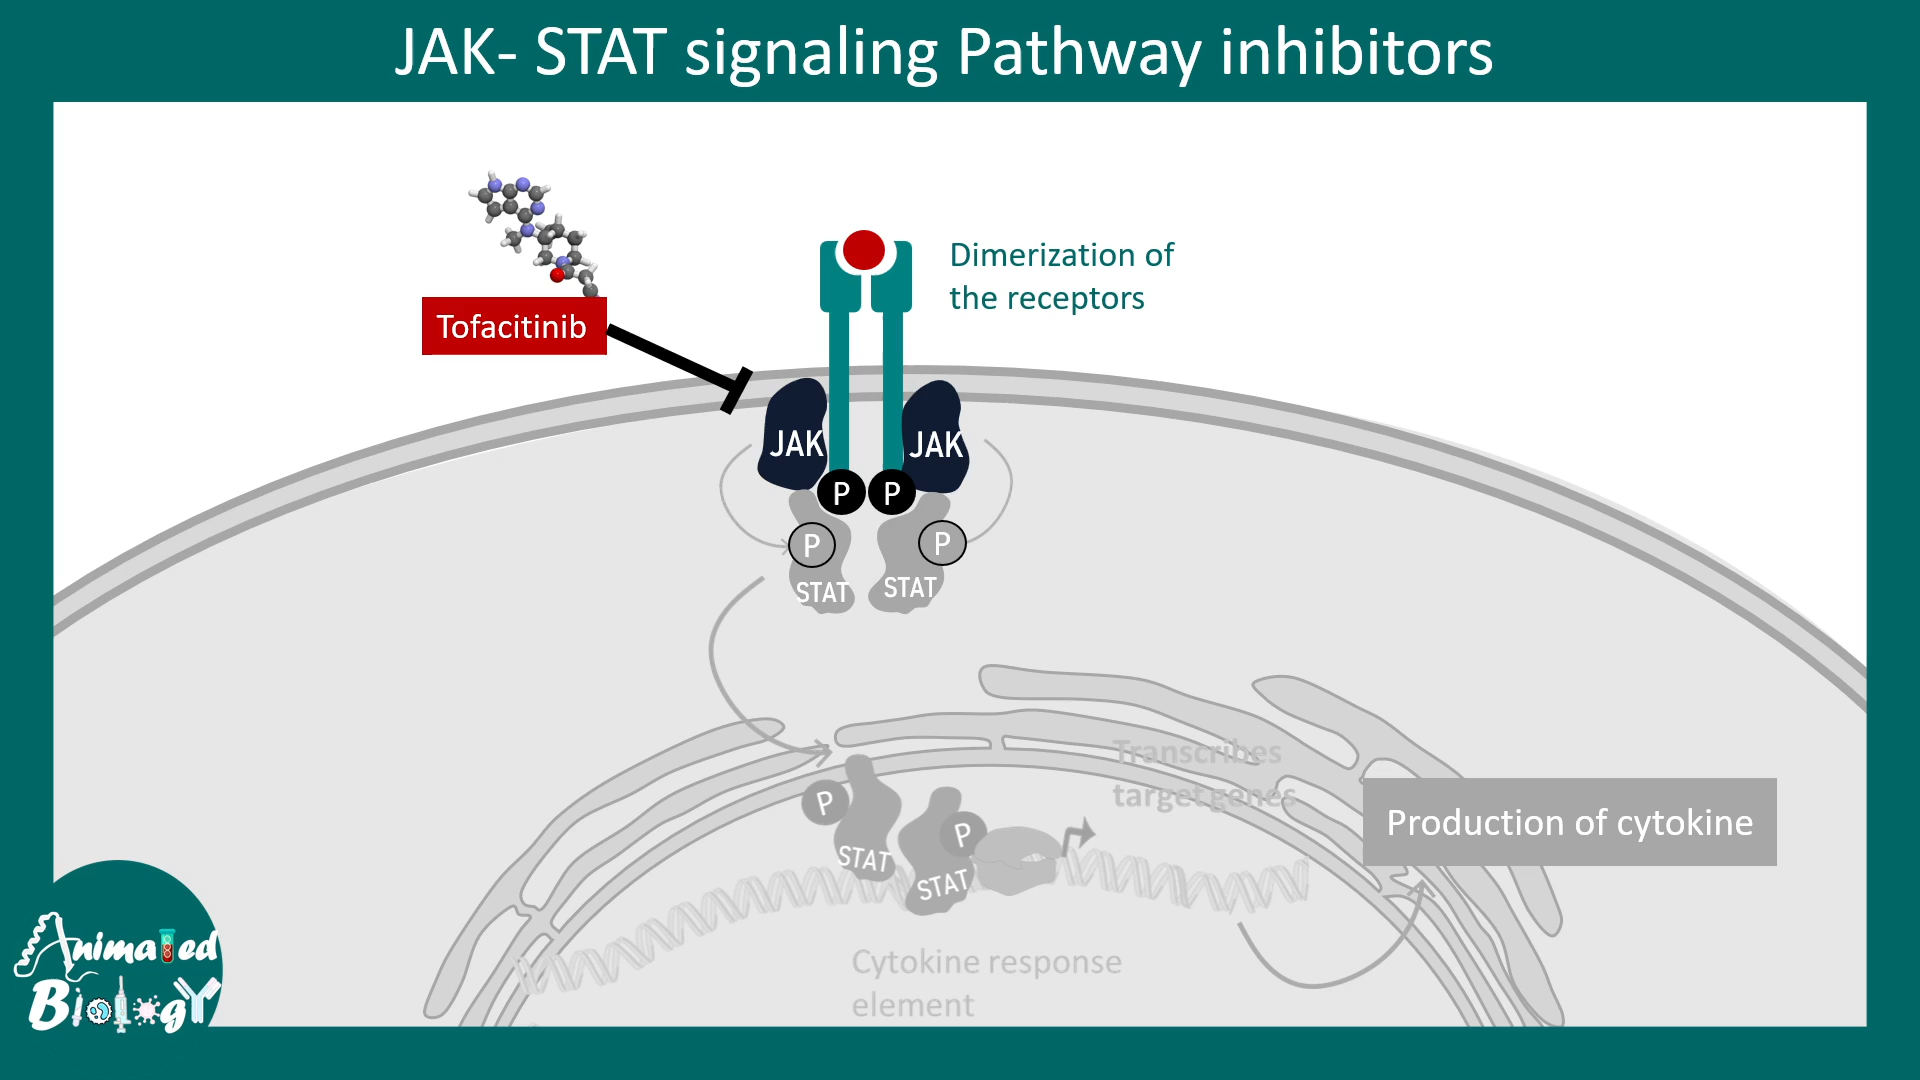 JAK- STAT signaling Pathway inhibitors
Dimerization of
the receptors
Tofacitinib
JAK
JAK
P
P
P
P
STAT
STAT
Transcribes
target genes
P
P
STAT
STAT
Production of cytokine
Cytokine response
element
Animated
Biology